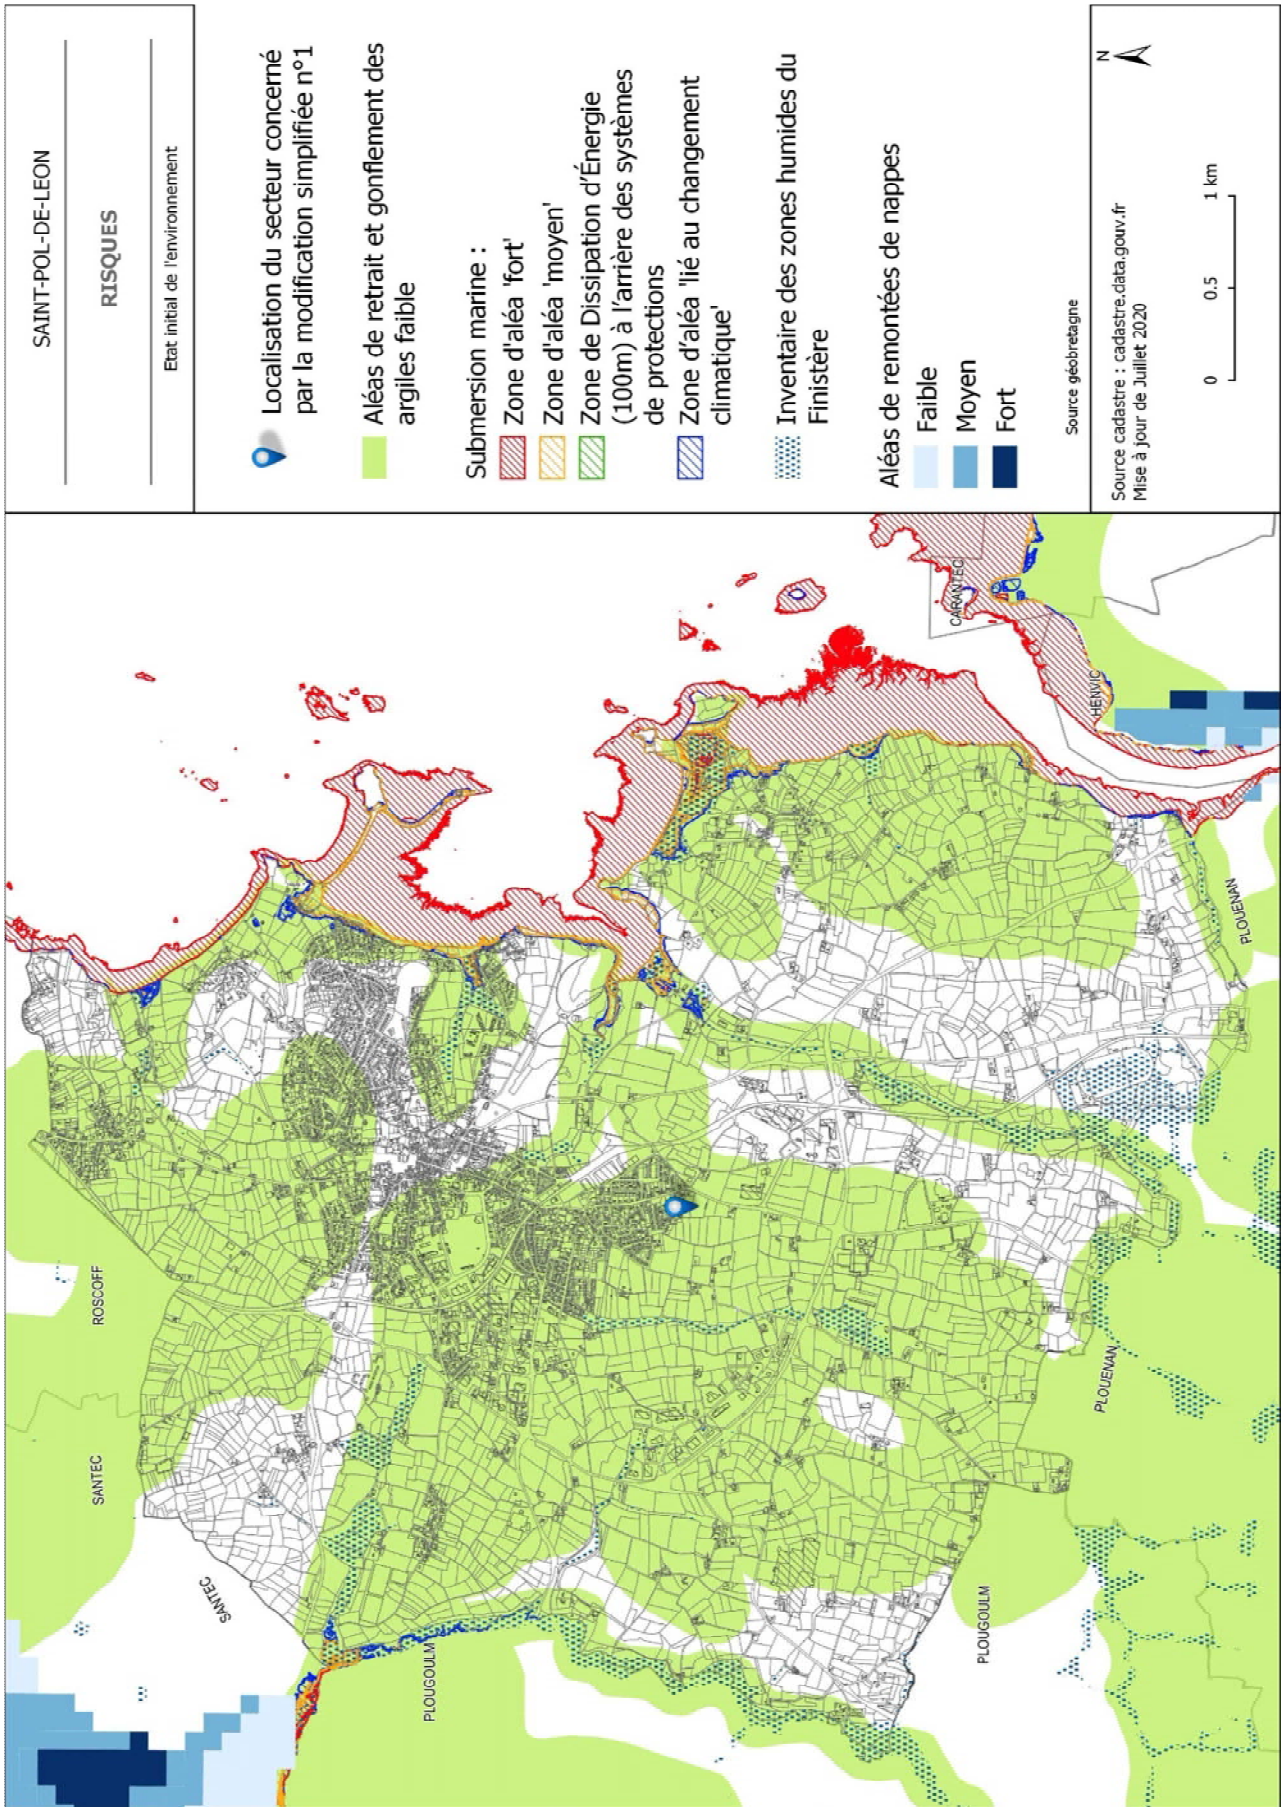 SAINT-POL-DE-LEON
RISQUES
Etat initial de l'environnement
Localisation du secteur concerné
par la modification simplifiée n°1
Aléas de retrait et gonflement des
argiles faible
Submersion marine :
Zone d'aléa 'fort'
Zone d'aléa 'moyen'
Zone de Dissipation d'Énergie
(100m) à l'arrière des systèmes
de protections
Zone d'aléa 'lié au changement
climatique'
Inventaire des zones humides du
Finistère
Aléas de remontées de nappes
Faible
Moyen
Fort
Source géobretagne
Source cadastre : cadastre.data.gouv.fr
Mise à jour de Juillet 2020
0 0.5 1 km
N
ROSCOFF
SANTEC
SANTEC
PLOUGOULM
PLOUGOULM
PLOUENAN
PLOUENAN
HENVIC
CARANTEC